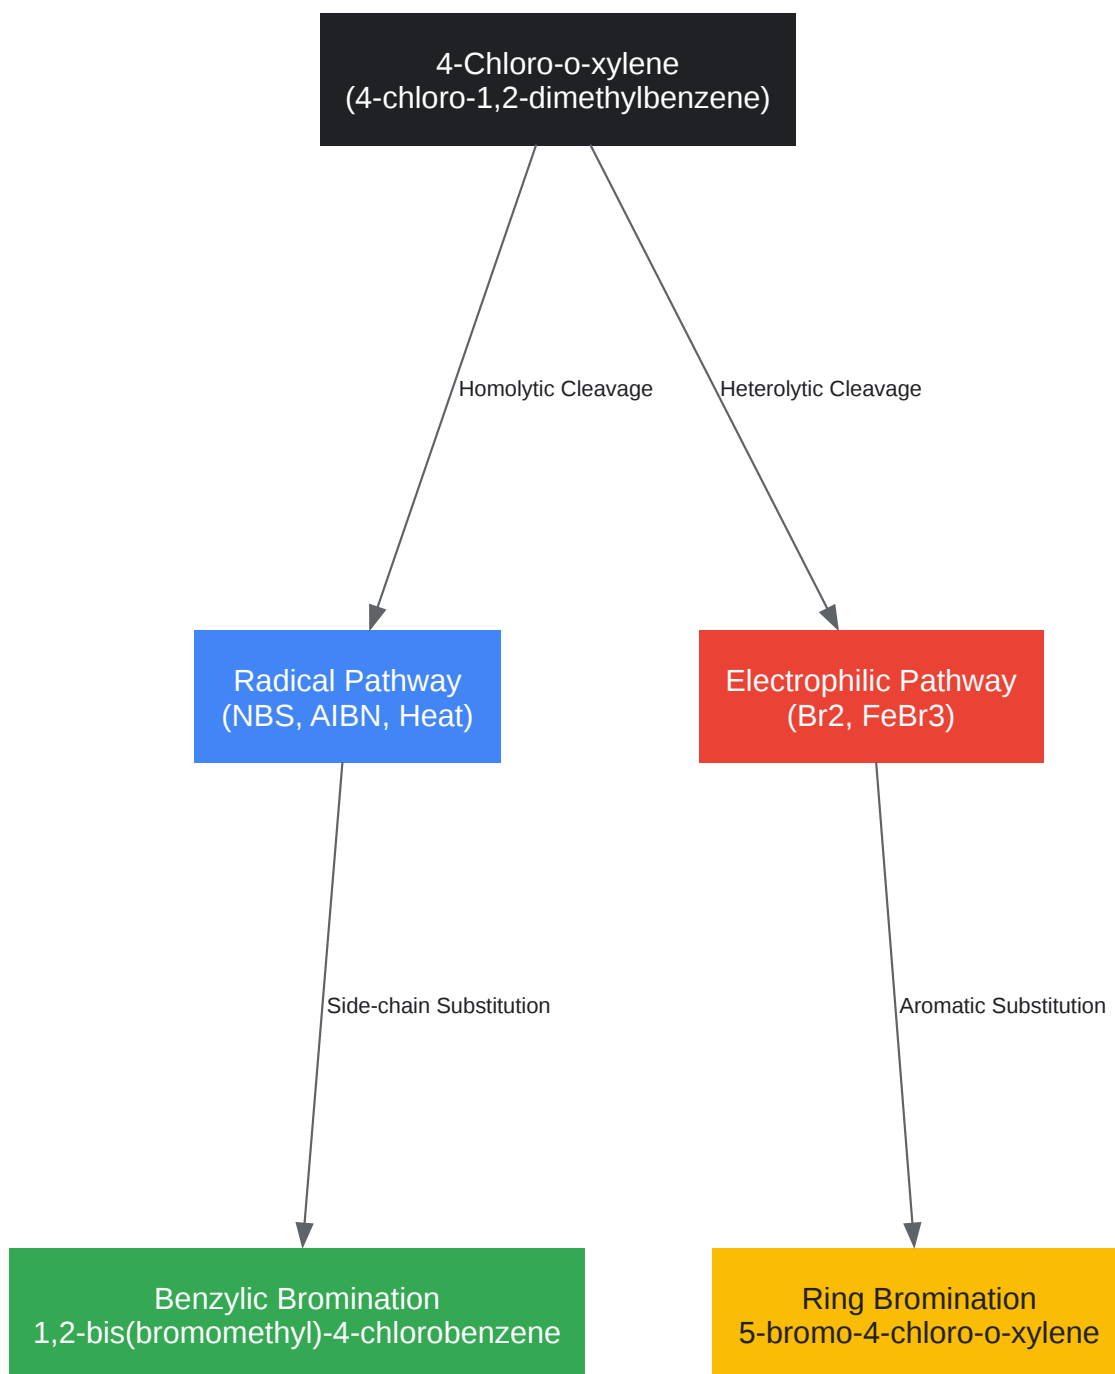 4-Chloro-o-xylene
(4-chloro-1,2-dimethylbenzene)
Homolytic Cleavage
Heterolytic Cleavage
Radical Pathway
(NBS, AIBN, Heat)
Electrophilic Pathway
(Br2, FeBr3)
Side-chain Substitution
Aromatic Substitution
Benzylic Bromination
1,2-bis(bromomethyl)-4-chlorobenzene
Ring Bromination
5-bromo-4-chloro-o-xylene